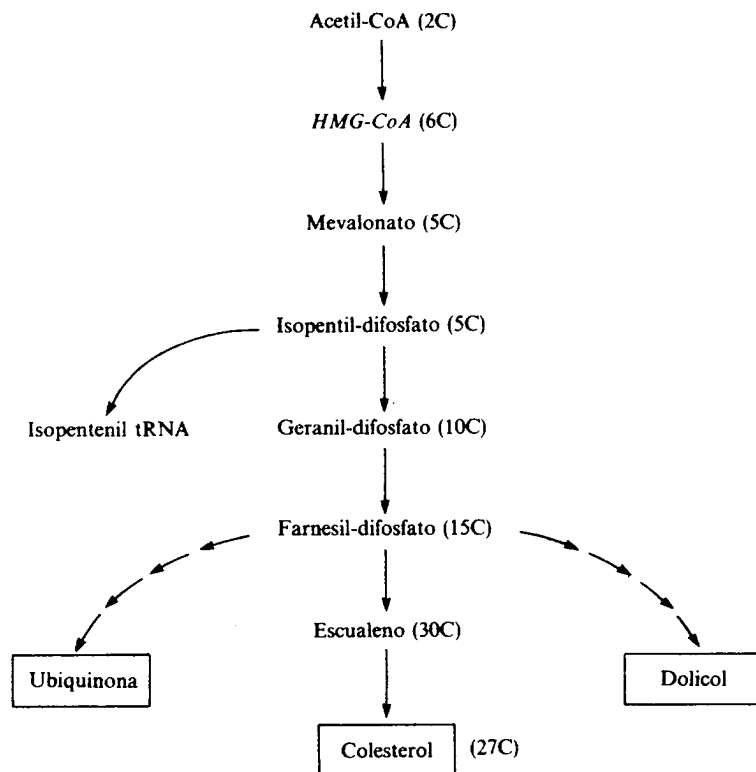 Acetil-CoA (2C)
HMG-CoA (6C)
Mevalonato (5C)
Isopentil-difosfato (5C)
Isopentenil tRNA
Geranil-difosfato (10C)
Farnesil-difosfato (15C)
Escualeno (30C)
Ubiquinona
Dolicol
Colesterol (27C)